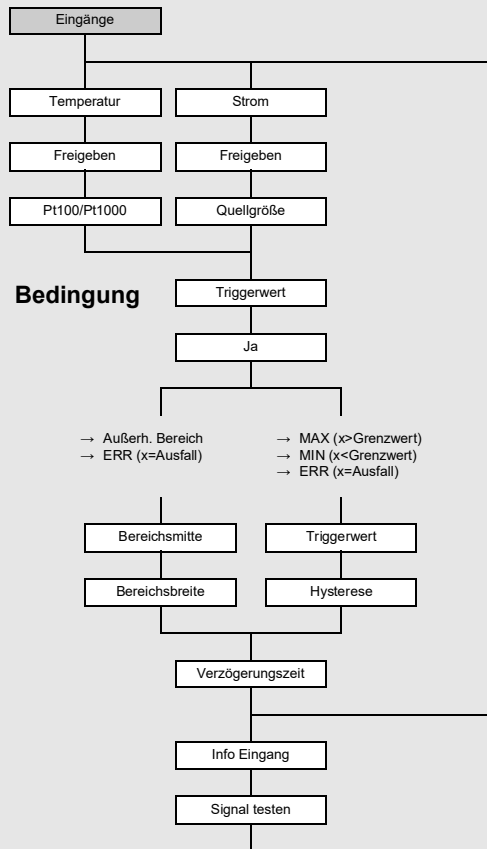 Eingänge
Temperatur
Strom
Freigeben
Freigeben
Pt100/Pt1000
Quellgröße
Bedingung
Triggerwert
Ja
→ Außerh. Bereich
→ ERR (x=Ausfall)
→ MAX (x>Grenzwert)
→ MIN (x<Grenzwert)
→ ERR (x=Ausfall)
Bereichsmitte
Triggerwert
Bereichsbreite
Hysterese
Verzögerungszeit
Info Eingang
Signal testen